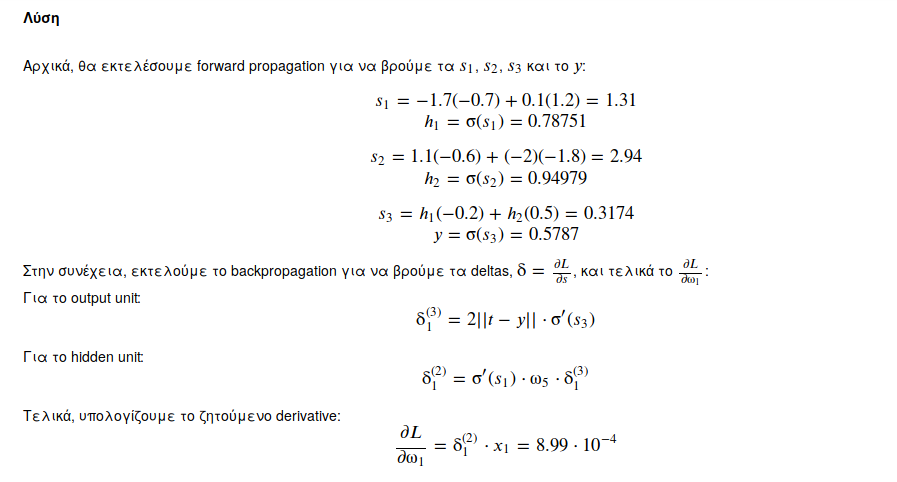 Λύση
Αρχικά, θα εκτελέσουμε forward propagation για να βρούμε τα s₁, s₂, s₃ και το y:
s₁ = −1.7(−0.7) + 0.1(1.2) = 1.31
h₁ = σ(s₁) = 0.78751
s₂ = 1.1(−0.6) + (−2)(−1.8) = 2.94
h₂ = σ(s₂) = 0.94979
s₃ = h₁(−0.2) + h₂(0.5) = 0.3174
y = σ(s₃) = 0.5787
Στην συνέχεια, εκτελούμε το backpropagation για να βρούμε τα deltas, δ = ∂L/∂s, και τελικά το ∂L/∂ω₁:
Για το output unit:
δ₁⁽³⁾ = 2||t − y|| · σ′(s₃)
Για το hidden unit:
δ₁⁽²⁾ = σ′(s₁) · ω₅ · δ₁⁽³⁾
Τελικά, υπολογίζουμε το ζητούμενο derivative:
∂L/∂ω₁ = δ₁⁽²⁾ · x₁ = 8.99 · 10⁻⁴